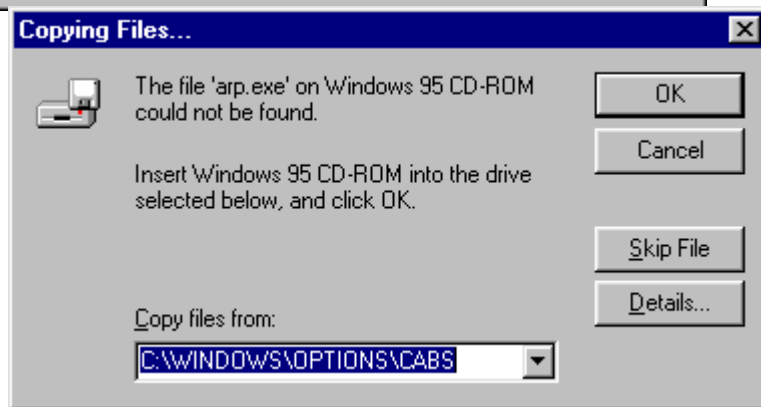 Copying Files...
The file 'arp.exe' on Windows 95 CD-ROM
could not be found.
Insert Windows 95 CD-ROM into the drive
selected below, and click OK.
Copy files from:
C:\WINDOWS\OPTIONS\CABS
OK
Cancel
Skip File
Details...